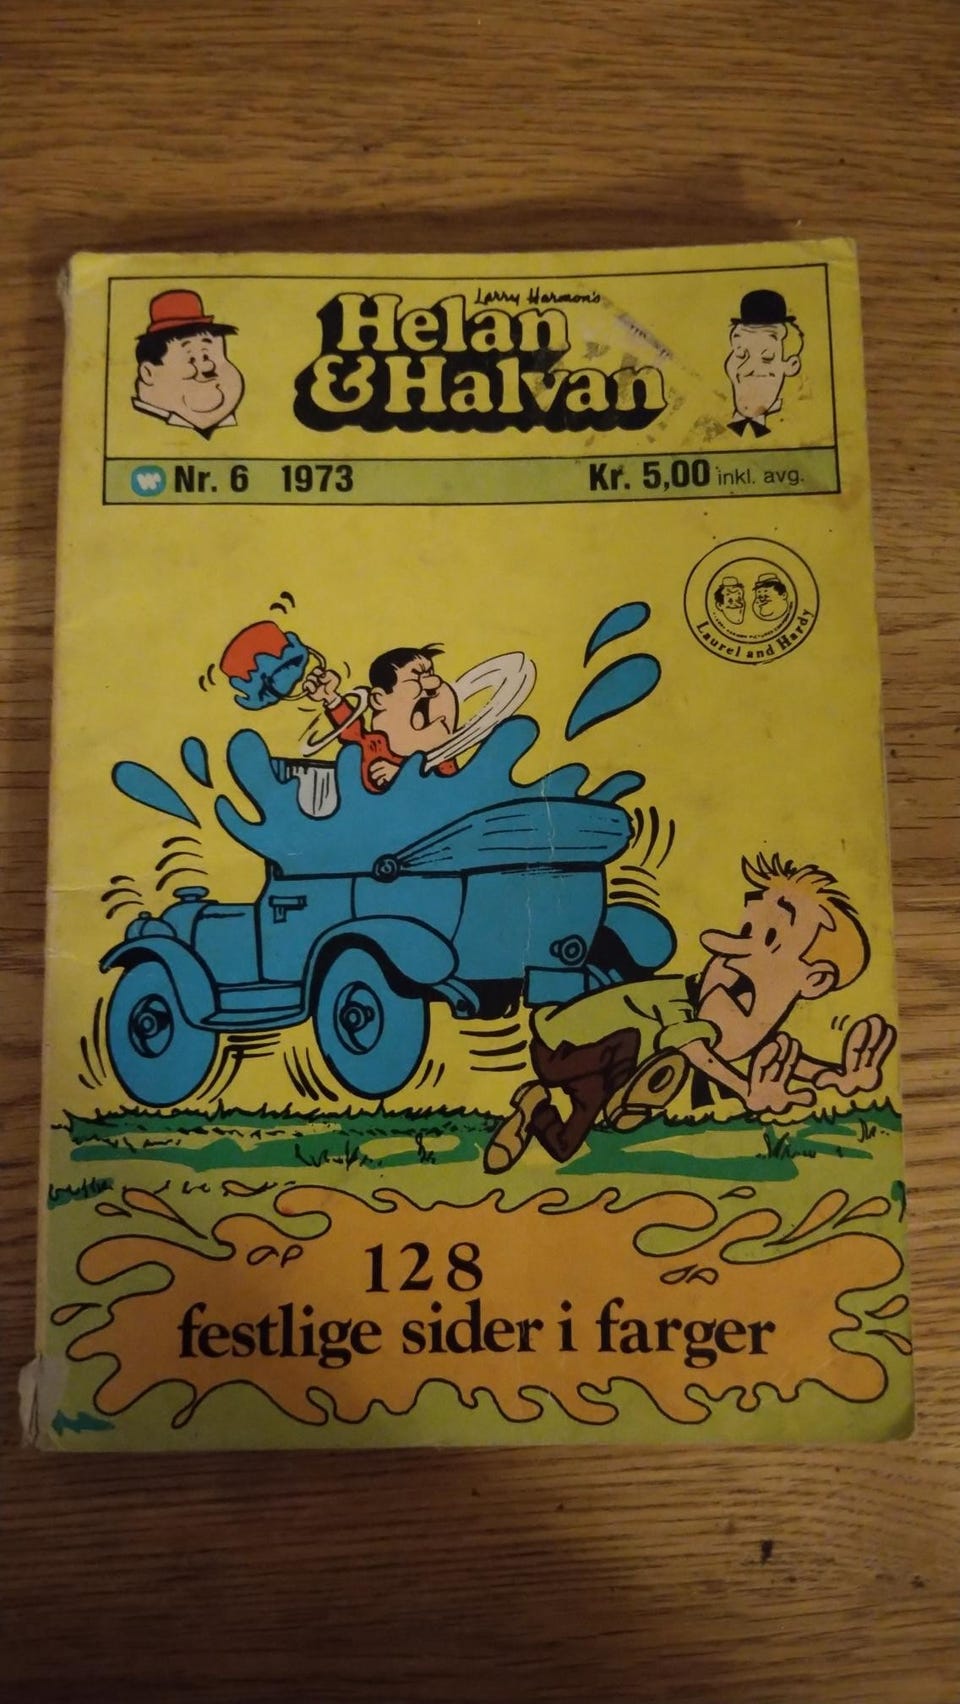 Larry Harmon's
Helan
& Halvan
Nr. 6 1973
Kr. 5,00 inkl. avg.
Laurel and Hardy
128
festlige sider i farger